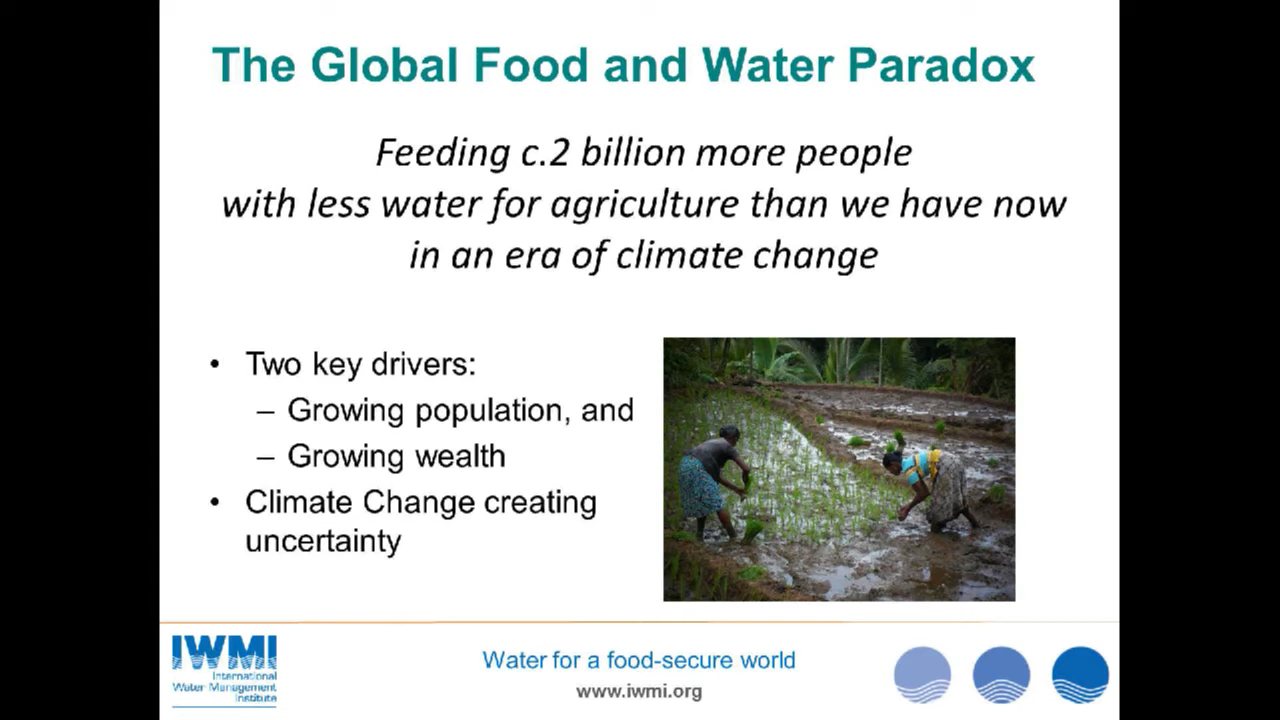 The Global Food and Water Paradox
Feeding c.2 billion more people
with less water for agriculture than we have now
in an era of climate change
• Two key drivers:
– Growing population, and
– Growing wealth
• Climate Change creating
uncertainty
IWMI
International
Water Management
Institute
Water for a food-secure world
www.iwmi.org